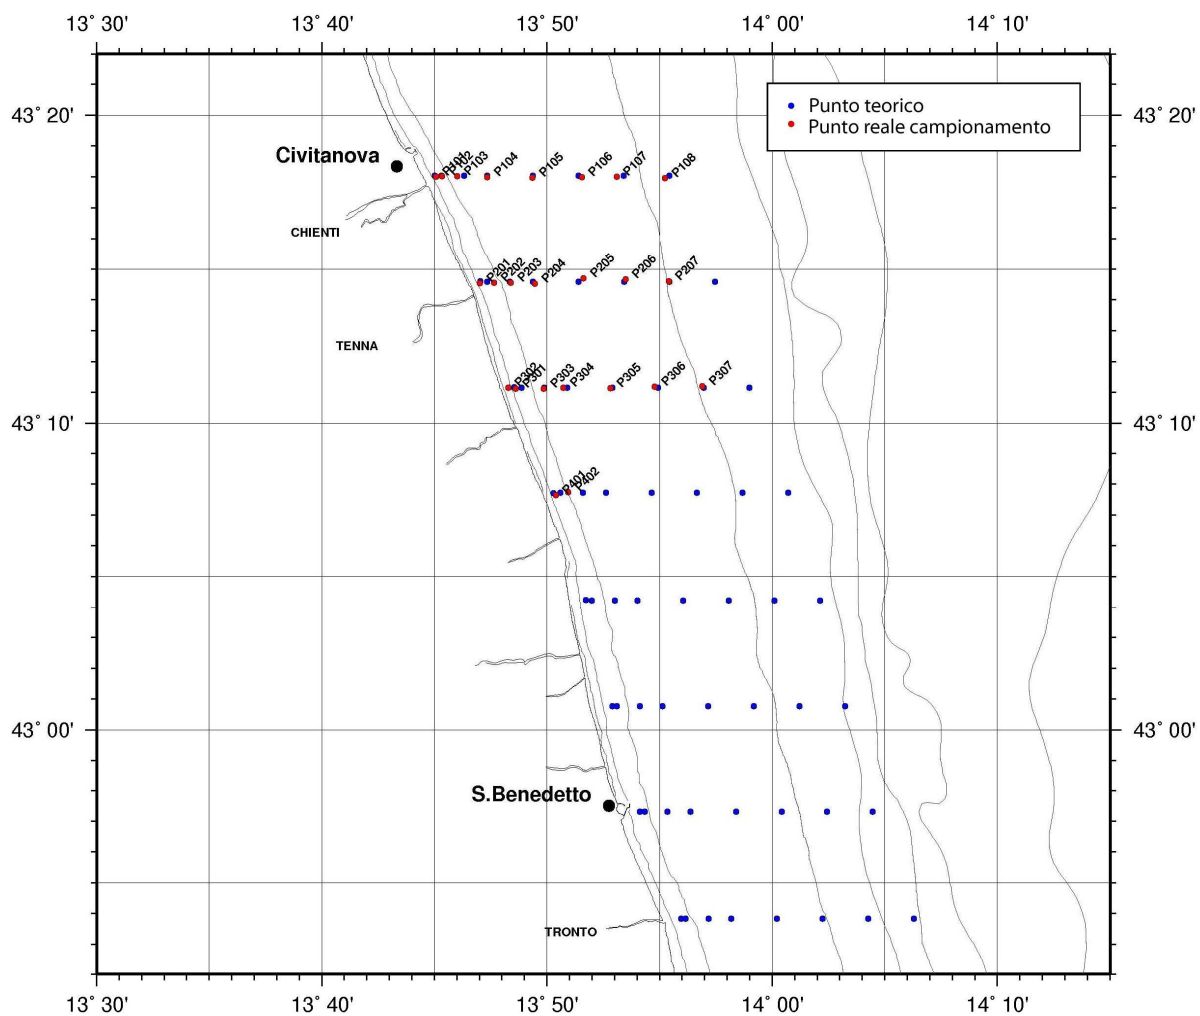 13° 30' 13° 40' 13° 50' 14° 00' 14° 10'
43° 20' 43° 20'
Punto teorico
Punto reale campionamento
Civitanova
P101 P102 P103 P104 P105 P106 P107 P108
CHIENTI
P201 P202 P203 P204 P205 P206 P207
TENNA
P302 P301 P303 P304 P305 P306 P307
43° 10' 43° 10'
P401 P402
43° 00' 43° 00'
S.Benedetto
TRONTO
13° 30' 13° 40' 13° 50' 14° 00' 14° 10'